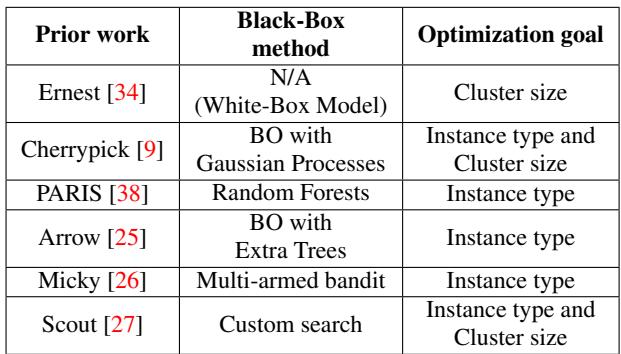 Prior work
Black-Box
method
Optimization goal
Ernest [34]
N/A
(White-Box Model)
Cluster size
Cherrypick [9]
BO with
Gaussian Processes
Instance type and
Cluster size
PARIS [38]
Random Forests
Instance type
Arrow [25]
BO with
Extra Trees
Instance type
Micky [26]
Multi-armed bandit
Instance type
Scout [27]
Custom search
Instance type and
Cluster size